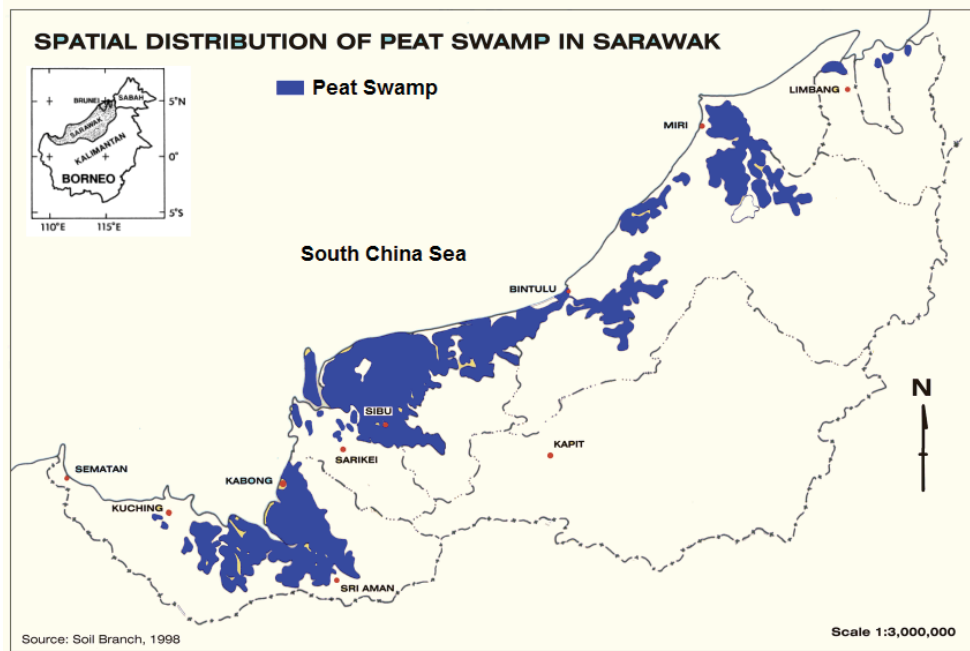 SPATIAL DISTRIBUTION OF PEAT SWAMP IN SARAWAK
Peat Swamp
BRUNEI
SABAH
5°N
SARAWAK
KALIMANTAN
0°
BORNEO
5°S
110°E
115°E
LIMBANG
MIRI
South China Sea
BINTULU
N
SIBU
SARIKEI
KAPIT
SEMATAN
KABONG
KUCHING
SRI AMAN
Source: Soil Branch, 1998
Scale 1:3,000,000